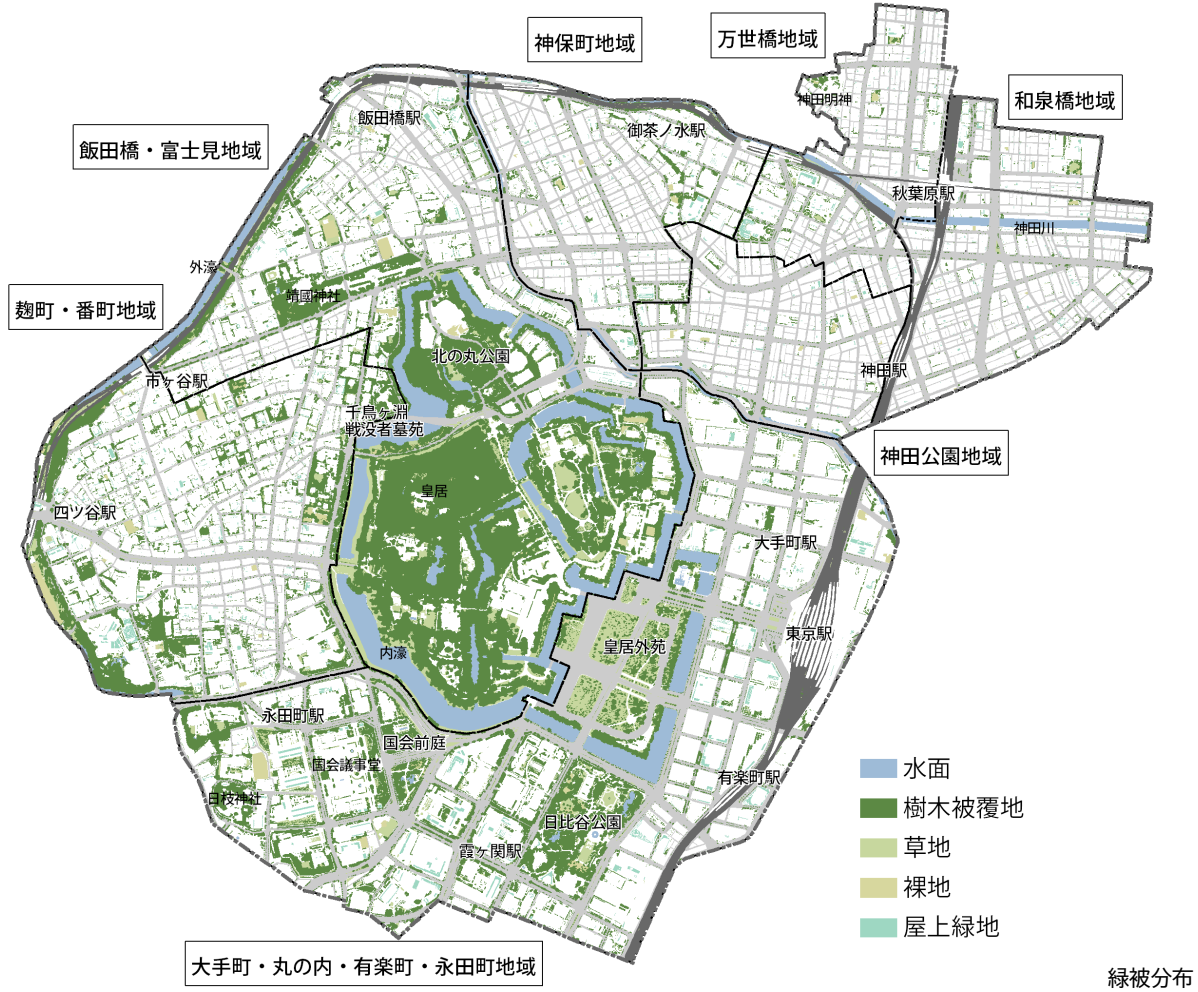 神保町地域
万世橋地域
和泉橋地域
神田明神
飯田橋駅
御茶ノ水駅
飯田橋・富士見地域
秋葉原駅
神田川
外濠
靖國神社
麹町・番町地域
北の丸公園
市ヶ谷駅
神田駅
千鳥ヶ淵
戦没者墓苑
神田公園地域
皇居
四ツ谷駅
大手町駅
東京駅
皇居外苑
内濠
永田町駅
国会前庭
国会議事堂
有楽町駅
日枝神社
日比谷公園
霞ヶ関駅
水面
樹木被覆地
草地
裸地
屋上緑地
大手町・丸の内・有楽町・永田町地域
緑被分布